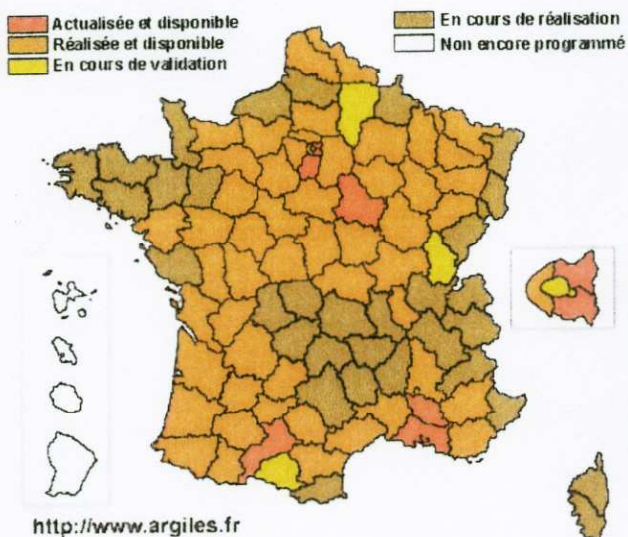 Actualisée et disponible
Réalisée et disponible
En cours de validation
En cours de réalisation
Non encore programmé
http://www.argiles.fr